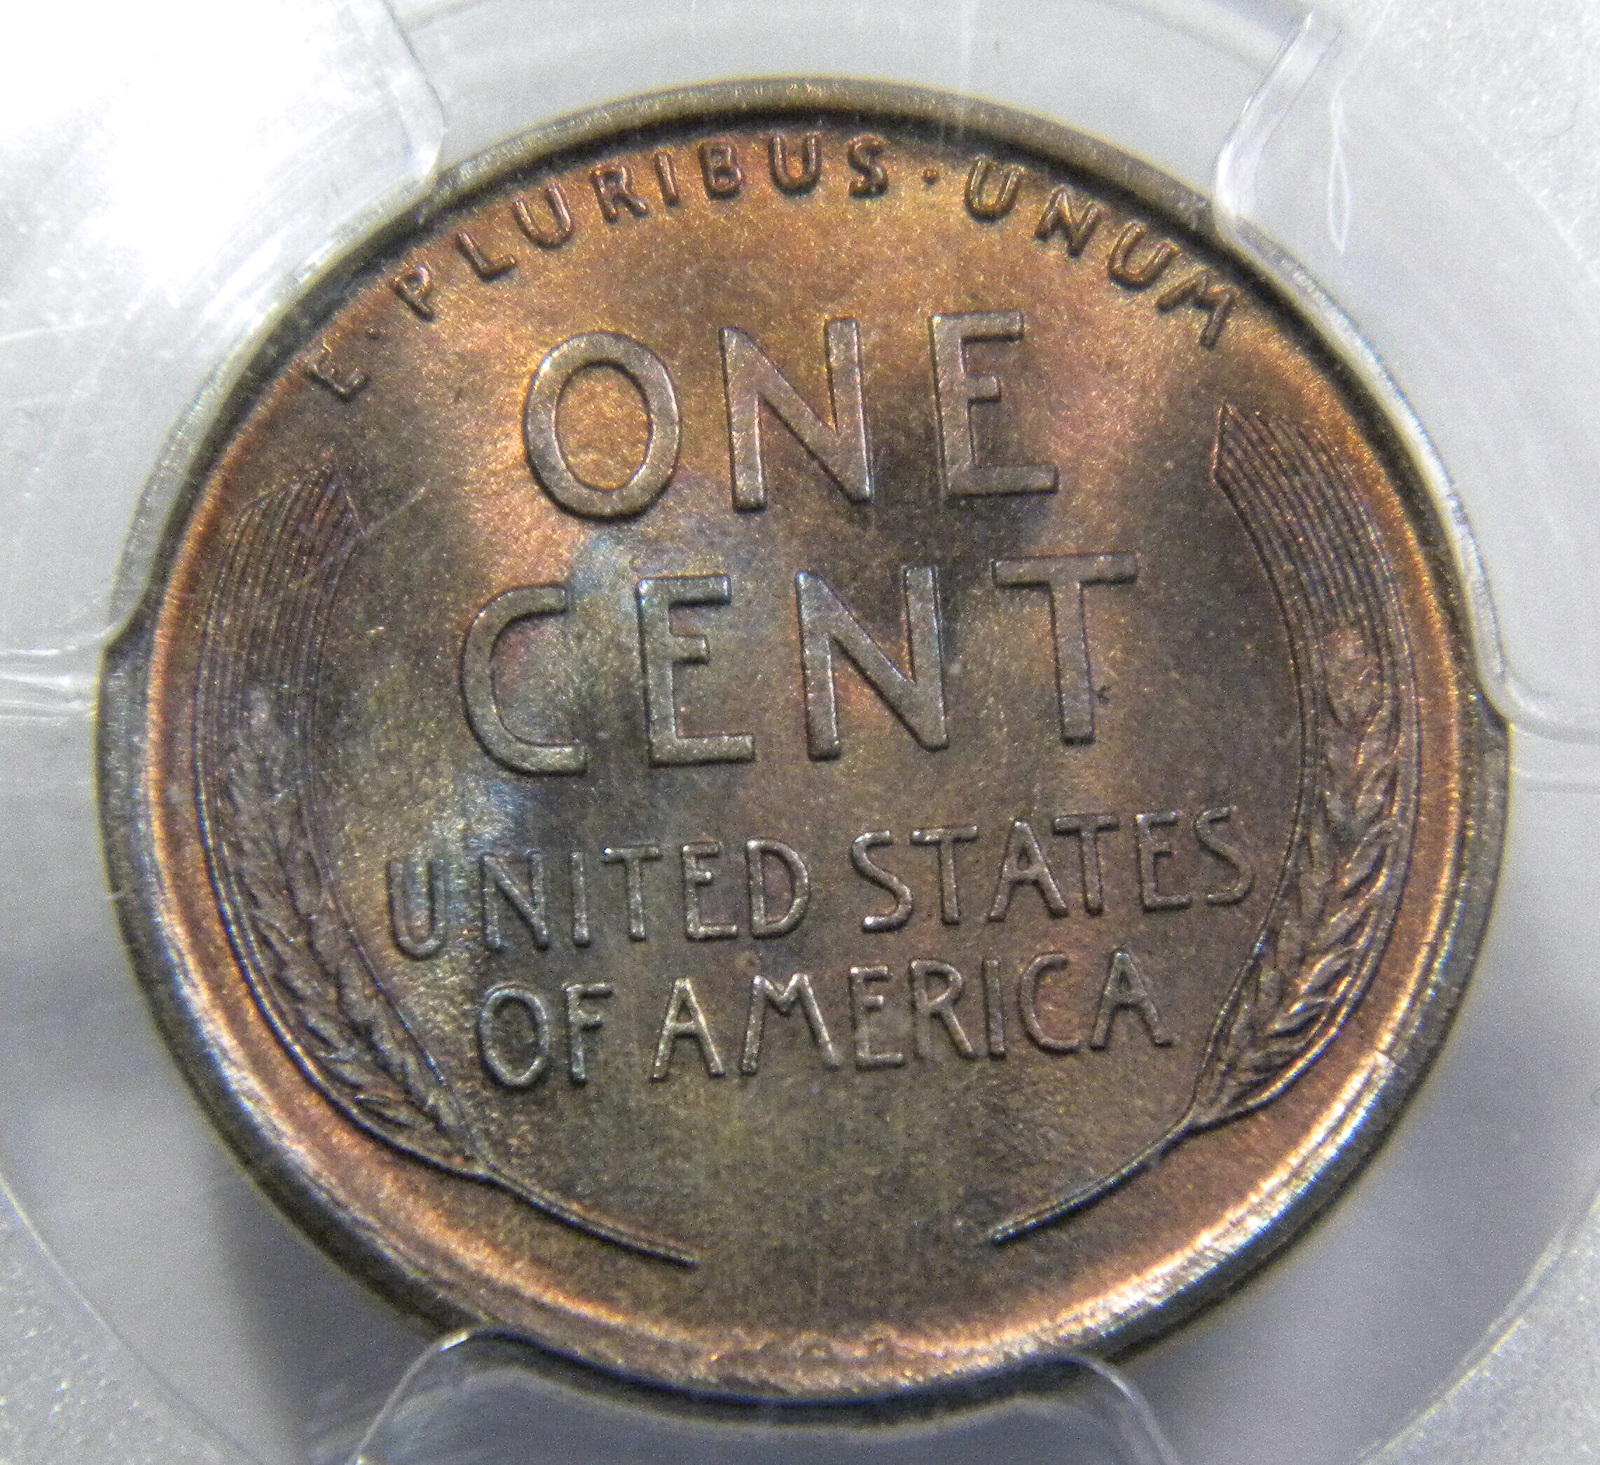 E·PLURIBUS·UNUM
ONE
CENT
UNITED STATES
OF AMERICA